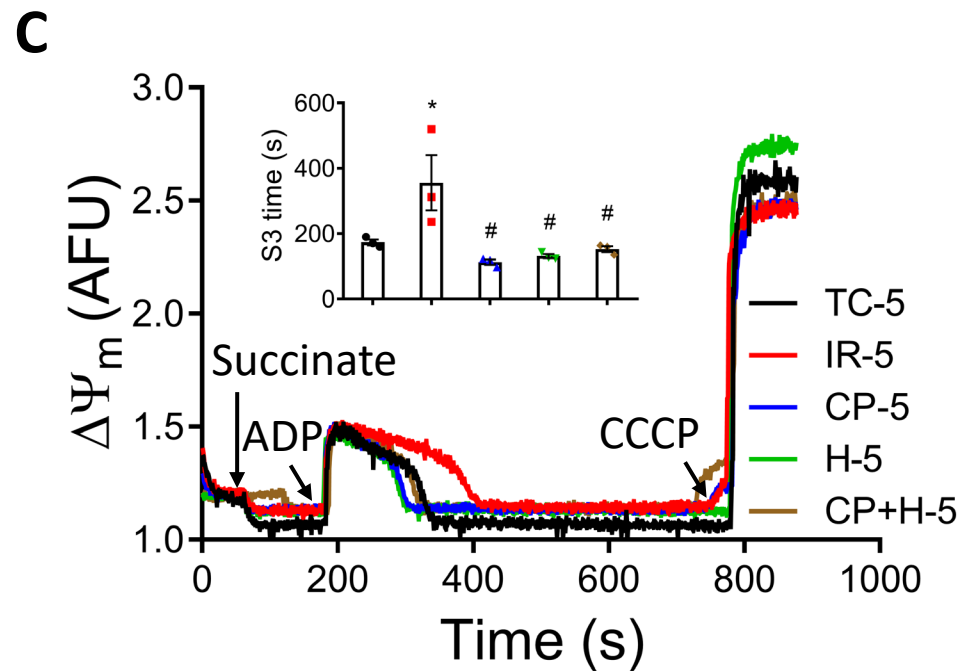 C
3.0
2.5
2.0
1.5
1.0
ΔΨm (AFU)
600
400
200
0
S3 time (s)
*
#
#
#
Succinate
ADP
CCCP
TC-5
IR-5
CP-5
H-5
CP+H-5
0 200 400 600 800 1000
Time (s)